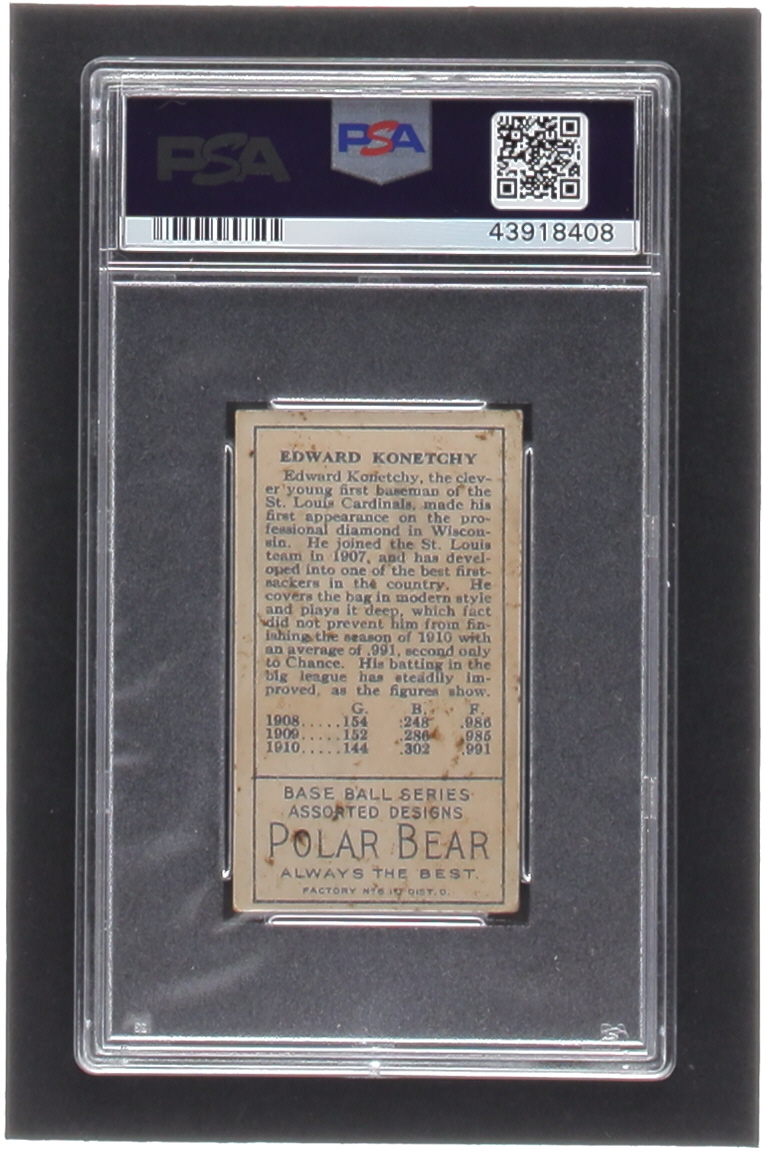 PSA
PSA
43918408
EDWARD KONETCHY
Edward Konetchy, the clev-
er young first baseman of the
St. Louis Cardinals, made his
first appearance on the pro-
fessional diamond in Wiscon-
sin. He joined the St. Louis
team in 1907, and has devel-
oped into one of the best first-
sackers in the country. He
covers the bag in modern style
and plays it deep, which fact
did not prevent him from fin-
ishing the season of 1910 with
an average of .991, second only
to Chance. His batting in the
big league has steadily im-
proved, as the figures show.
G. B. F.
1908.....154 .248 .986
1909.....152 .286 .985
1910.....144 .302 .991
BASE BALL SERIES
ASSORTED DESIGNS
POLAR BEAR
ALWAYS THE BEST.
FACTORY Nº 6 1ST DIST. O.